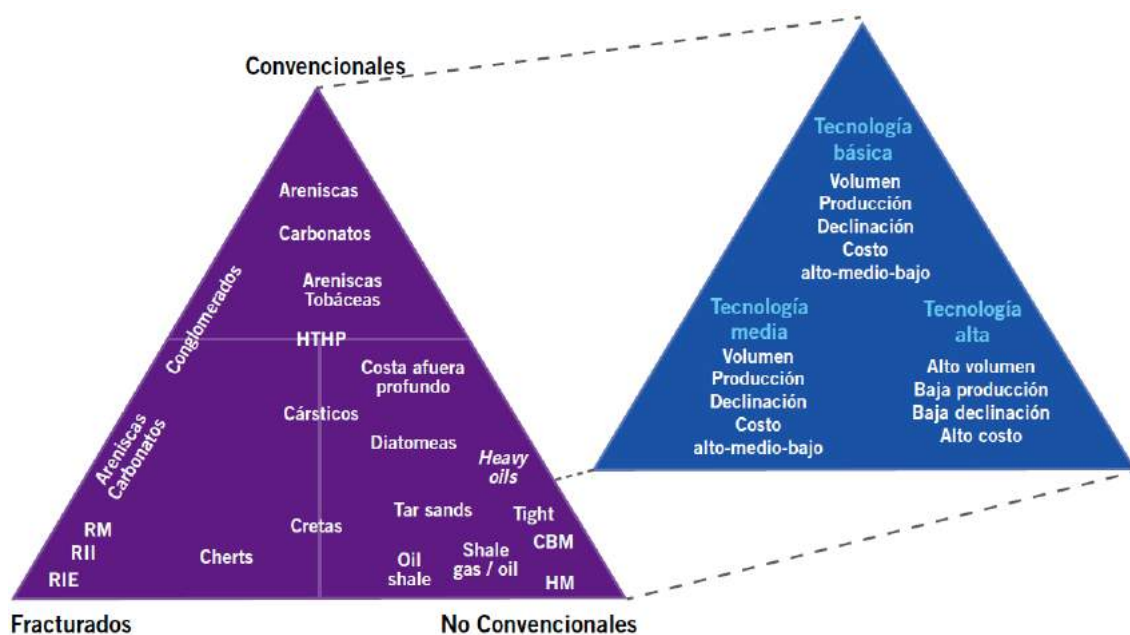 Convencionales
Areniscas
Carbonatos
Areniscas
Tobáceas
Conglomerados
HTHP
Costa afuera
profundo
Cársticos
Areniscas
Carbonatos
Diatomeas
Heavy
oils
Tar sands
Tight
RM
RII
RIE
Cherts
Cretas
Oil
shale
Shale
gas / oil
CBM
HM
Fracturados
No Convencionales
Tecnología
básica
Volumen
Producción
Declinación
Costo
alto-medio-bajo
Tecnología
media
Volumen
Producción
Declinación
Costo
alto-medio-bajo
Tecnología
alta
Alto volumen
Baja producción
Baja declinación
Alto costo